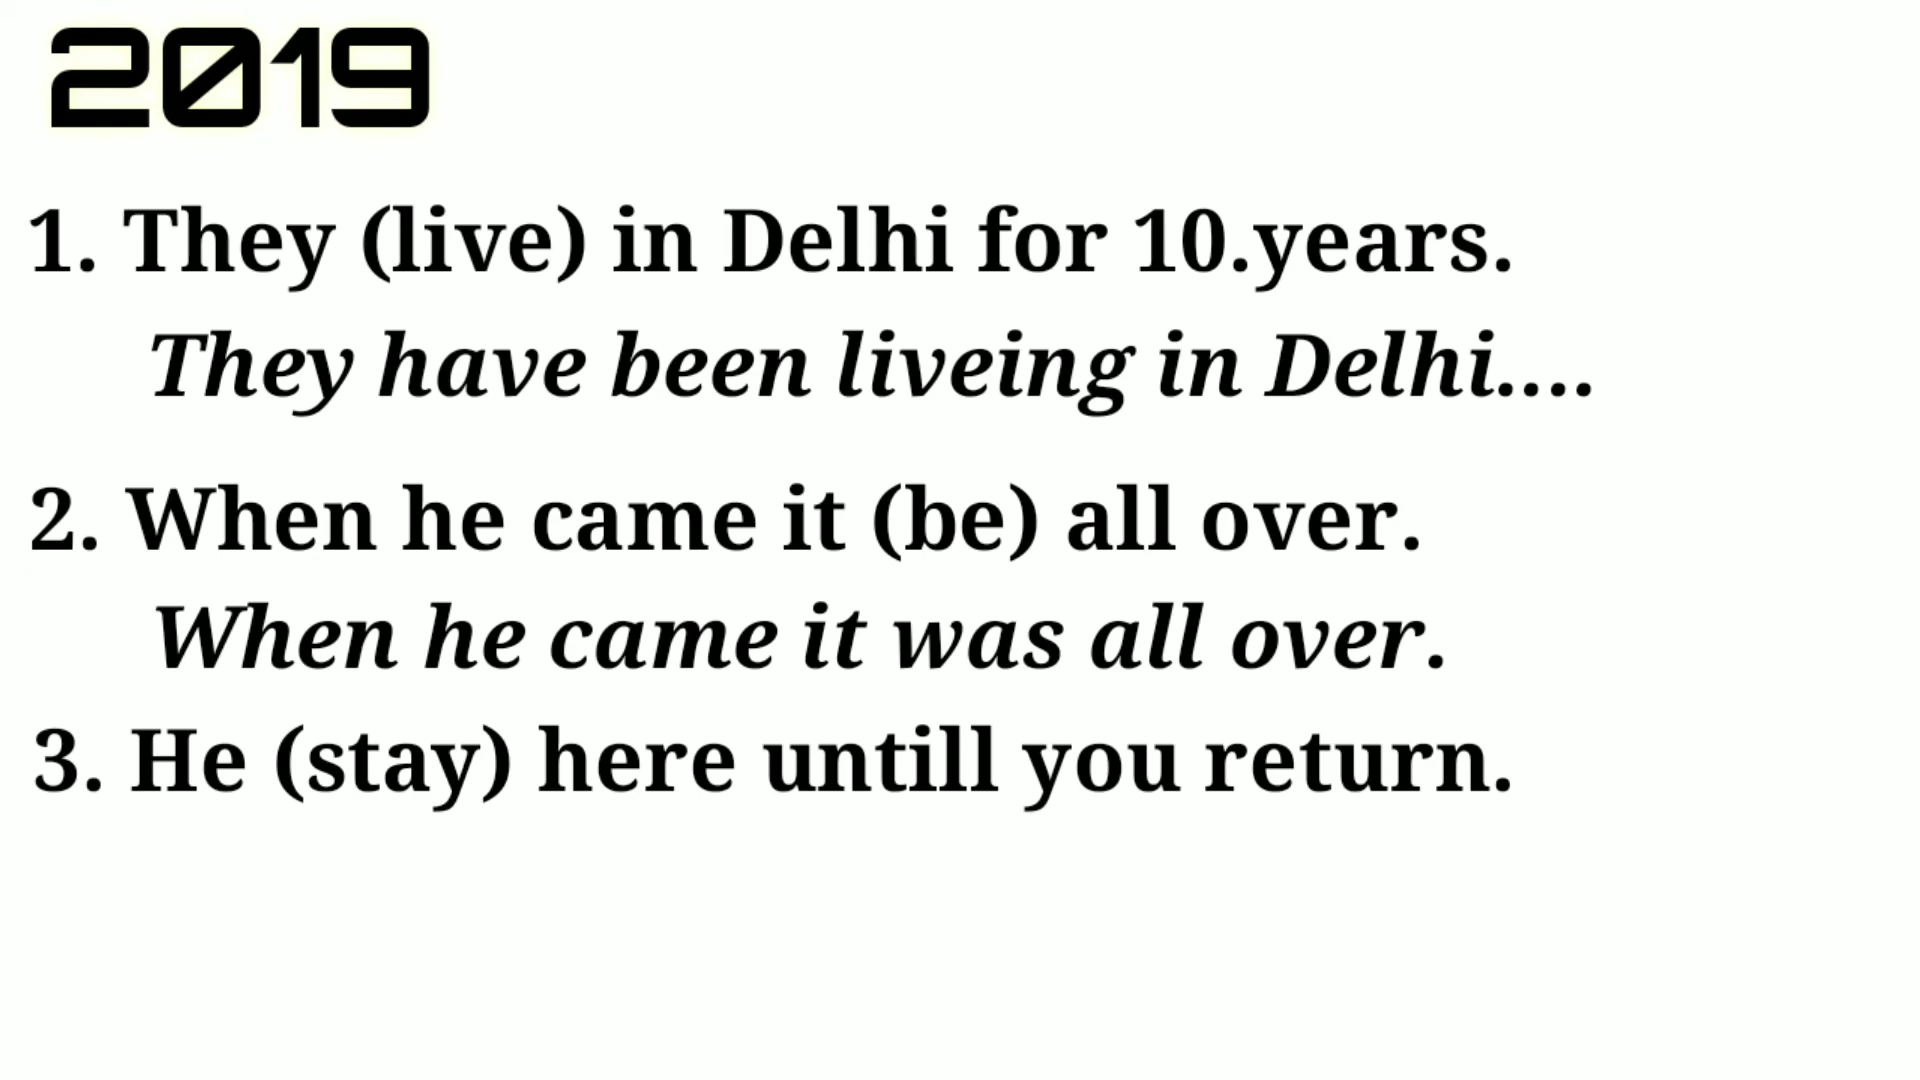 2019
1. They (live) in Delhi for 10.years.
They have been liveing in Delhi....
2. When he came it (be) all over.
When he came it was all over.
3. He (stay) here untill you return.